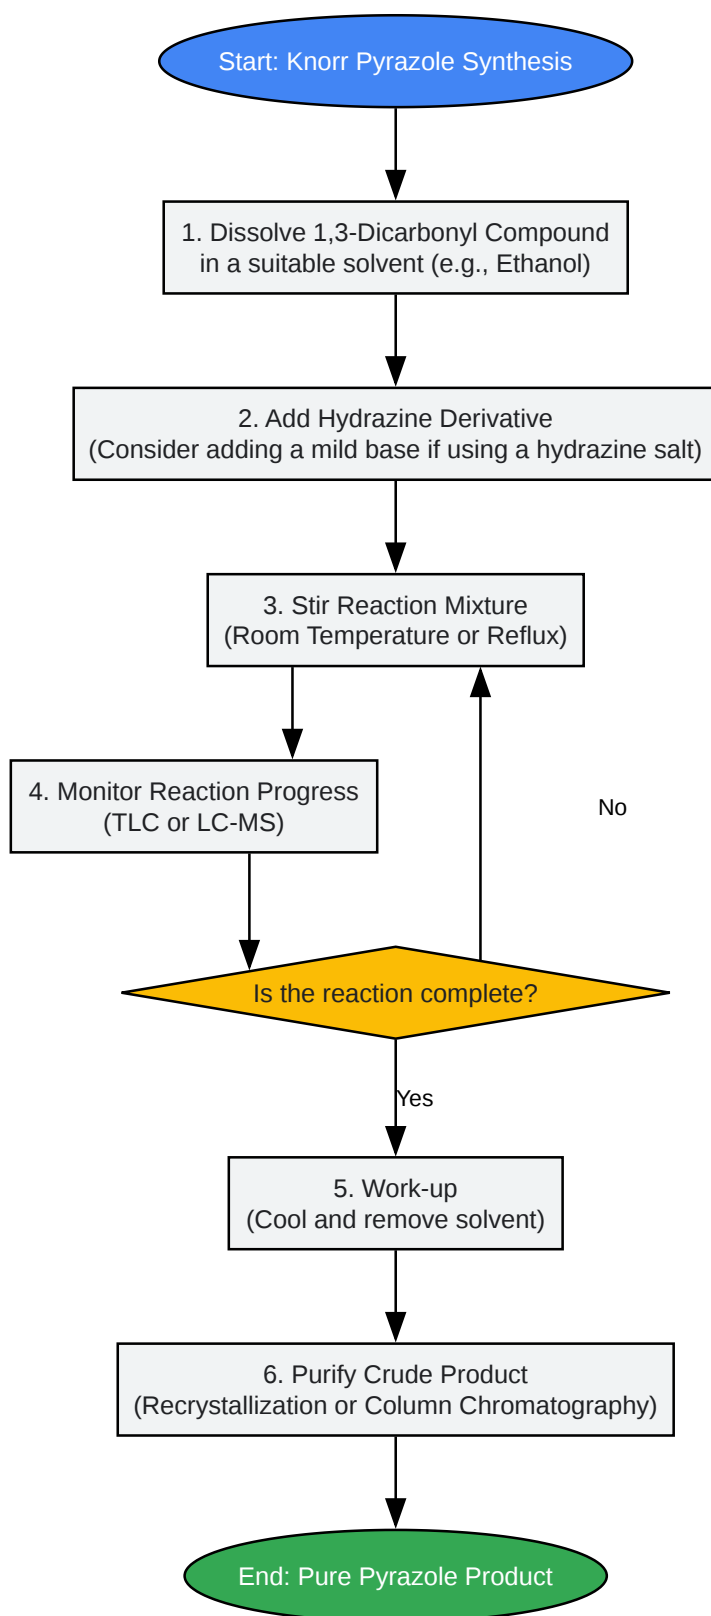 Start: Knorr Pyrazole Synthesis
1. Dissolve 1,3-Dicarbonyl Compound
in a suitable solvent (e.g., Ethanol)
2. Add Hydrazine Derivative
(Consider adding a mild base if using a hydrazine salt)
3. Stir Reaction Mixture
(Room Temperature or Reflux)
4. Monitor Reaction Progress
(TLC or LC-MS)
No
Is the reaction complete?
Yes
5. Work-up
(Cool and remove solvent)
6. Purify Crude Product
(Recrystallization or Column Chromatography)
End: Pure Pyrazole Product